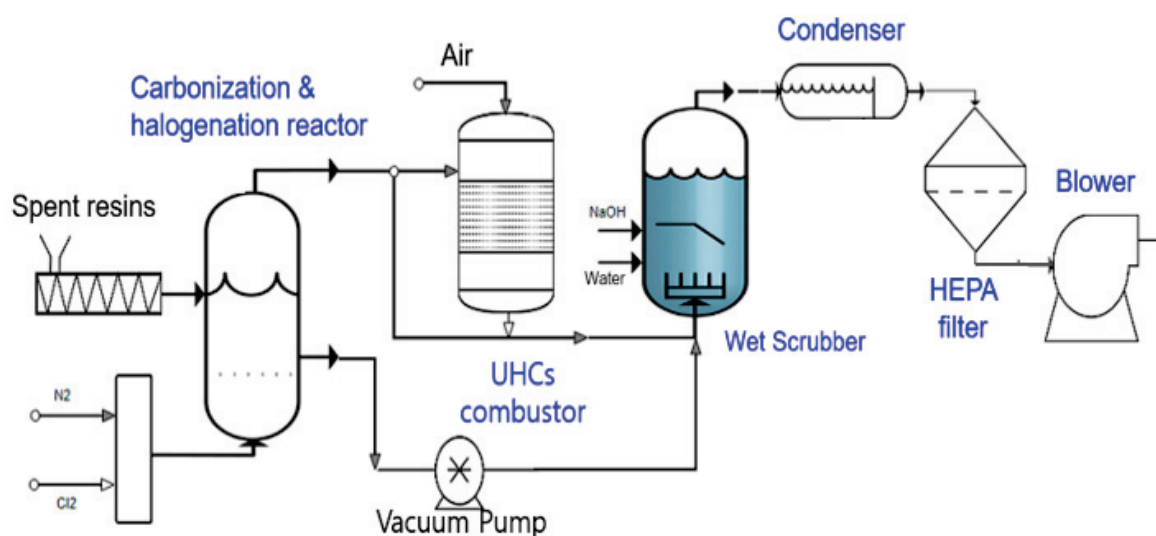 Condenser
Air
Carbonization &
halogenation reactor
Spent resins
Blower
NaOH
Water
HEPA
filter
Wet Scrubber
UHCs
combustor
N2
Cl2
Vacuum Pump